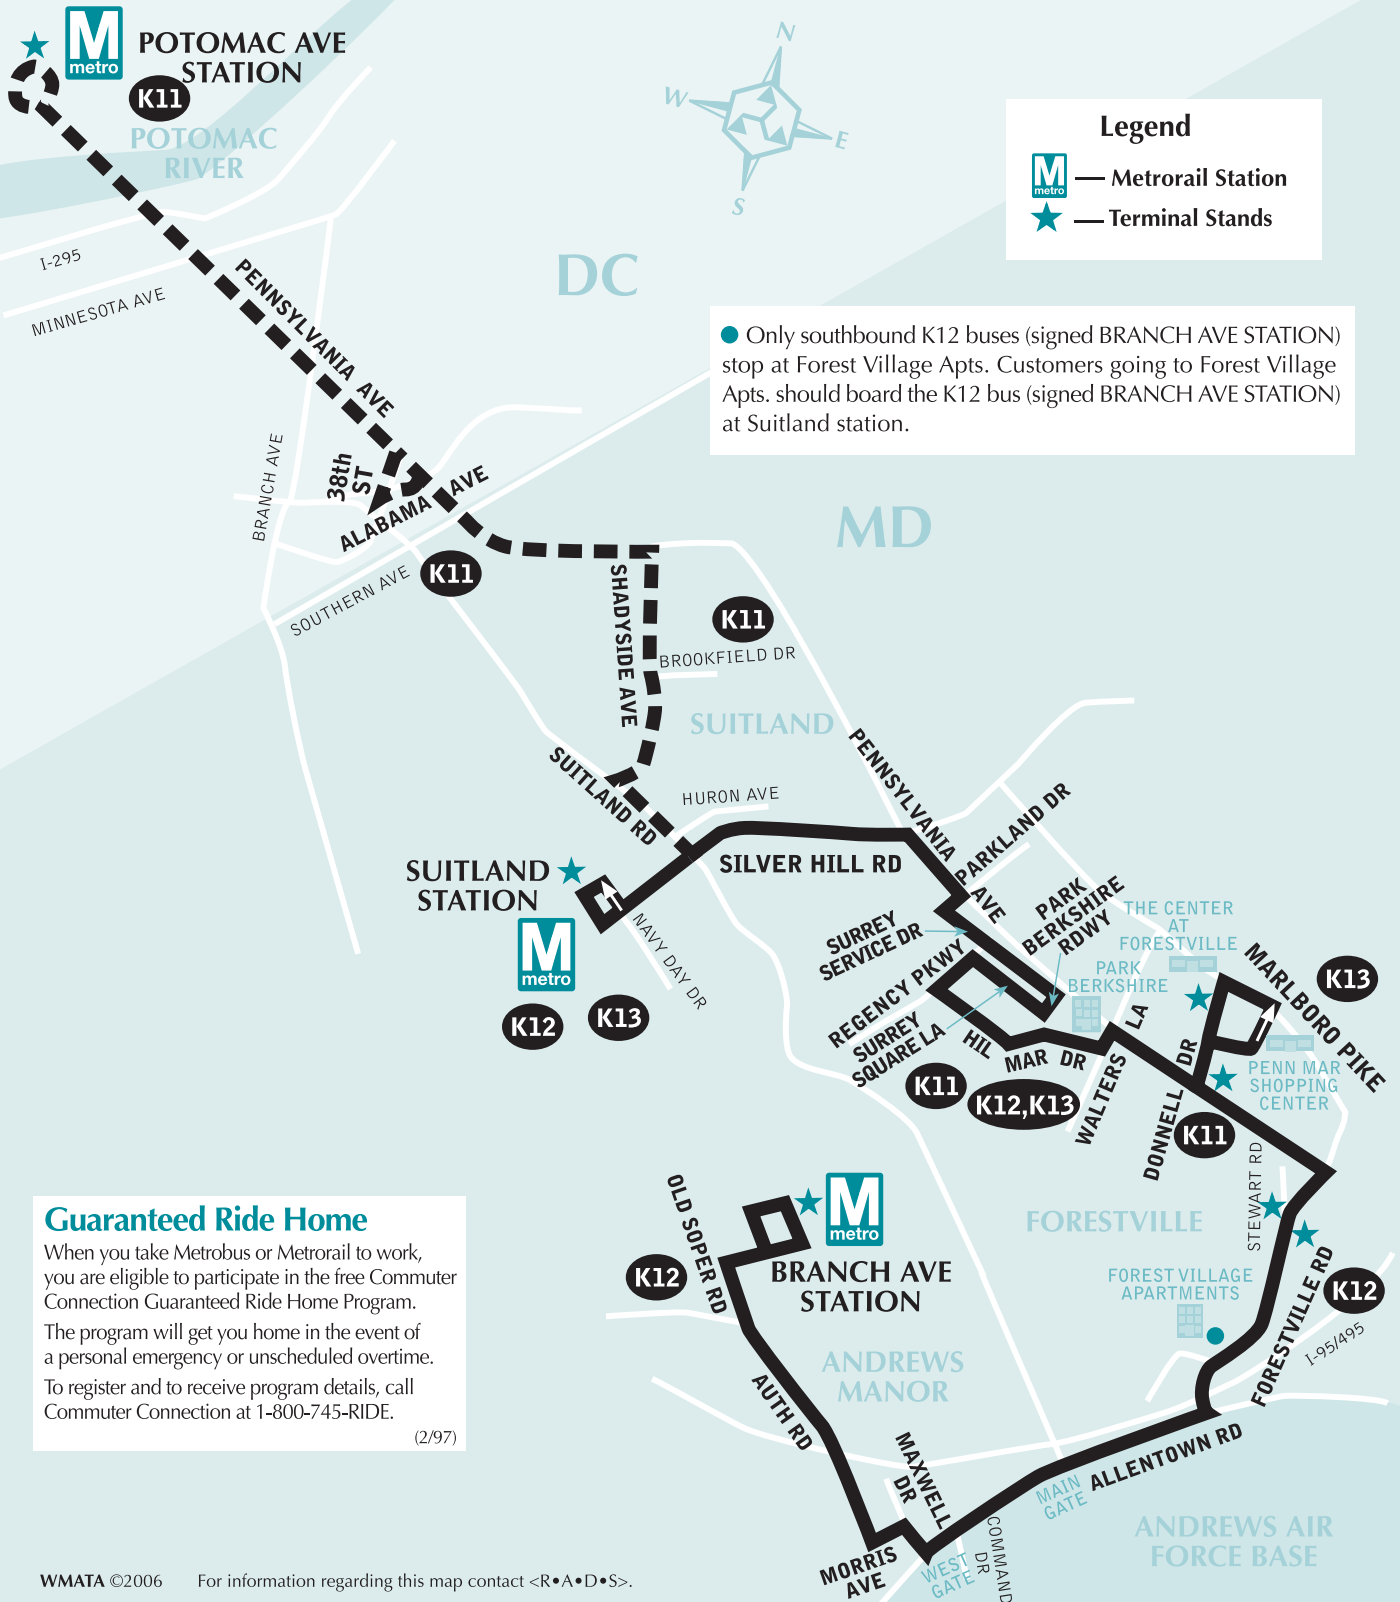 M
metro
POTOMAC AVE
STATION
K11
POTOMAC
RIVER
N
W
E
S
Legend
M
metro
Metrorail Station
Terminal Stands
I-295
MINNESOTA AVE
PENNSYLVANIA AVE
DC
● Only southbound K12 buses (signed BRANCH AVE STATION)
stop at Forest Village Apts. Customers going to Forest Village
Apts. should board the K12 bus (signed BRANCH AVE STATION)
at Suitland station.
BRANCH AVE
38th
ST
ALABAMA AVE
SOUTHERN AVE
K11
MD
SHADYSIDE AVE
K11
BROOKFIELD DR
SUITLAND
SUITLAND RD
HURON AVE
PENNSYLVANIA
AVE
PARKLAND DR
SILVER HILL RD
SUITLAND
STATION
M
metro
K12
K13
NAVY DAY DR
SURREY
SERVICE DR
PARK
BERKSHIRE
RDWY
THE CENTER
AT
FORESTVILLE
PARK
BERKSHIRE
REGENCY PKWY
SURREY
SQUARE LA
HIL
MAR
DR
WALTERS
LA
MARLBORO PIKE
K13
DONNELL
DR
PENN MAR
SHOPPING
CENTER
K11
K12,K13
K11
STEWART RD
FORESTVILLE
FOREST VILLAGE
APARTMENTS
FORESTVILLE RD
K12
I-95/495
OLD SOPER RD
M
metro
BRANCH AVE
STATION
K12
ANDREWS
MANOR
AUTH RD
MAXWELL
DR
MORRIS
AVE
WEST
GATE
COMMAND
DR
MAIN
GATE
ALLENTOWN RD
ANDREWS AIR
FORCE BASE
Guaranteed Ride Home
When you take Metrobus or Metrorail to work,
you are eligible to participate in the free Commuter
Connection Guaranteed Ride Home Program.
The program will get you home in the event of
a personal emergency or unscheduled overtime.
To register and to receive program details, call
Commuter Connection at 1-800-745-RIDE.
(2/97)
WMATA ©2006 For information regarding this map contact <R•A•D•S>.